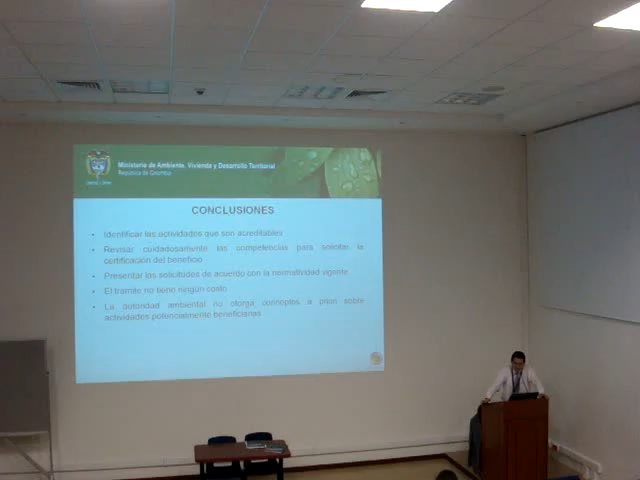 Ministerio de Ambiente, Vivienda y Desarrollo Territorial
República de Colombia
CONCLUSIONES
• Identificar las actividades que son acreditables
• Revisar cuidadosamente las competencias para solicitar la
certificación del beneficio
• Presentar las solicitudes de acuerdo con la normatividad vigente
• El tramite no tiene ningún costo
• La autoridad ambiental no otorga conceptos a priori sobre
actividades potencialmente beneficiarias